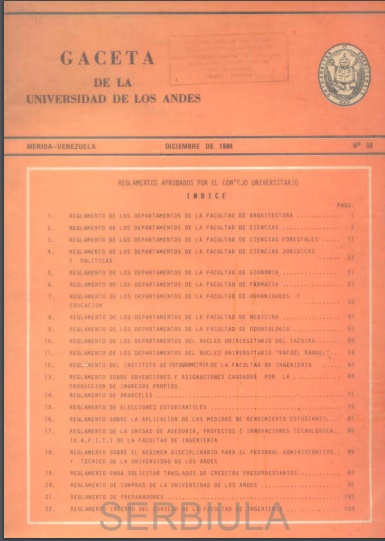 GACETA
DE LA
UNIVERSIDAD DE LOS ANDES
MERIDA-VENEZUELA DICIEMBRE DE 1994 Nº
REGLAMENTOS APROBADOS POR EL CONSEJO UNIVERSITARIO
INDICE
PAGS.
1. REGLAMENTO DE LOS DEPARTAMENTOS DE LA FACULTAD DE ARQUITECTURA
2. REGLAMENTO DE LOS DEPARTAMENTOS DE LA FACULTAD DE CIENCIAS
3. REGLAMENTO DE LOS DEPARTAMENTOS DE LA FACULTAD DE CIENCIAS FORESTALES
4. REGLAMENTO DE LOS DEPARTAMENTOS DE LA FACULTAD DE CIENCIAS JURIDICAS
Y POLITICAS
5. REGLAMENTO DE LOS DEPARTAMENTOS DE LA FACULTAD DE ECONOMIA
6. REGLAMENTO DE LOS DEPARTAMENTOS DE LA FACULTAD DE FARMACIA
7. REGLAMENTO DE LOS DEPARTAMENTOS DE LA FACULTAD DE HUMANIDADES Y
EDUCACION
8. REGLAMENTO DE LOS DEPARTAMENTOS DE LA FACULTAD DE MEDICINA
9. REGLAMENTO DE LOS DEPARTAMENTOS DE LA FACULTAD DE ODONTOLOGIA
10. REGLAMENTO DE LOS DEPARTAMENTOS DEL NUCLEO UNIVERSITARIO DEL TACHIRA
11. REGLAMENTO DE LOS DEPARTAMENTOS DEL NUCLEO UNIVERSITARIO "RAFAEL RANGEL"
12. REGLAMENTO DEL INSTITUTO DE FOTOGRAMETRIA DE LA FACULTAD DE INGENIERIA
13. REGLAMENTO SOBRE OBVENCIONES Y ASIGNACIONES CAUSADAS POR LA
PRODUCCION DE INGRESOS PROPIOS
14. REGLAMENTO DE ARANCELES
15. REGLAMENTO DE ELECCIONES ESTUDIANTILES
16. REGLAMENTO SOBRE LA APLICACION DE LAS MEDIDAS DE RENDIMIENTO ESTUDIANTIL
17. REGLAMENTO DE LA UNIDAD DE ASESORIA, PROYECTOS E INNOVACIONES TECNOLOGICA
(U.A.P.I.T.) DE LA FACULTAD DE INGENIERIA
18. REGLAMENTO SOBRE EL REGIMEN DISCIPLINARIO PARA EL PERSONAL ADMINISTRATIVO
Y TECNICO DE LA UNIVERSIDAD DE LOS ANDES
19. REGLAMENTO PARA SOLICITAR TRASLADOS DE CREDITOS PRESUPUESTARIOS
20. REGLAMENTO DE COMPRAS DE LA UNIVERSIDAD DE LOS ANDES
21. REGLAMENTO DE PREPARADORES
22. REGLAMENTO INTERNO DEL CONSEJO DE LA FACULTAD DE INGENIERIA
SERBIULA